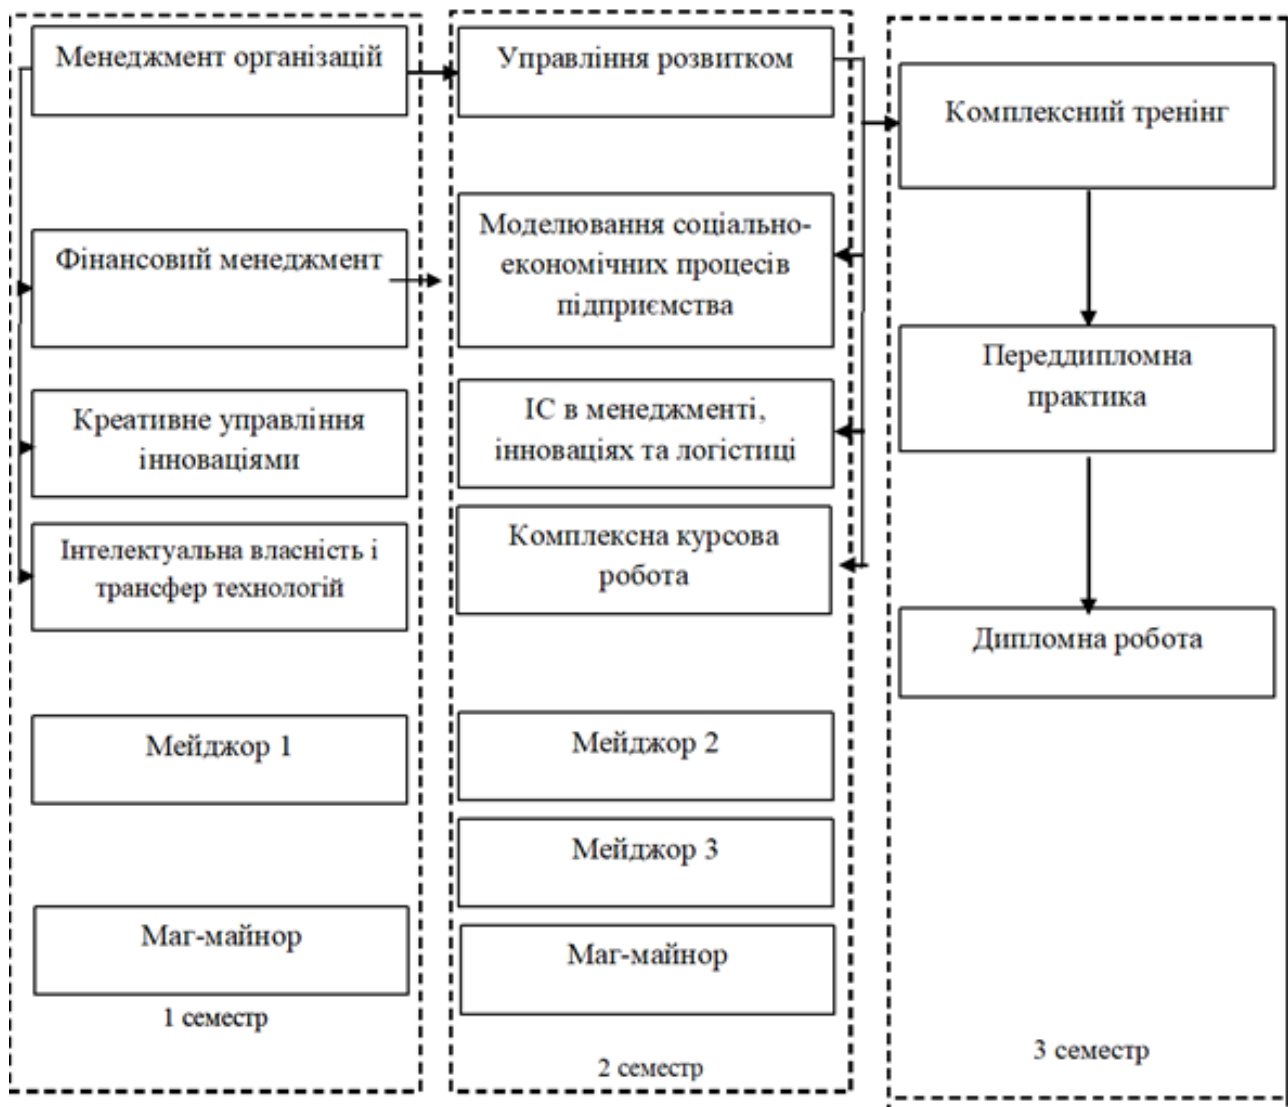 Менеджмент організацій
Фінансовий менеджмент
Креативне управління
інноваціями
Інтелектуальна власність і
трансфер технологій
Мейджор 1
Маг-майнор
1 семестр
Управління розвитком
Моделювання соціально-
економічних процесів
підприємства
ІС в менеджменті,
інноваціях та логістиці
Комплексна курсова
робота
Мейджор 2
Мейджор 3
Маг-майнор
2 семестр
Комплексний тренінг
Переддипломна
практика
Дипломна робота
3 семестр